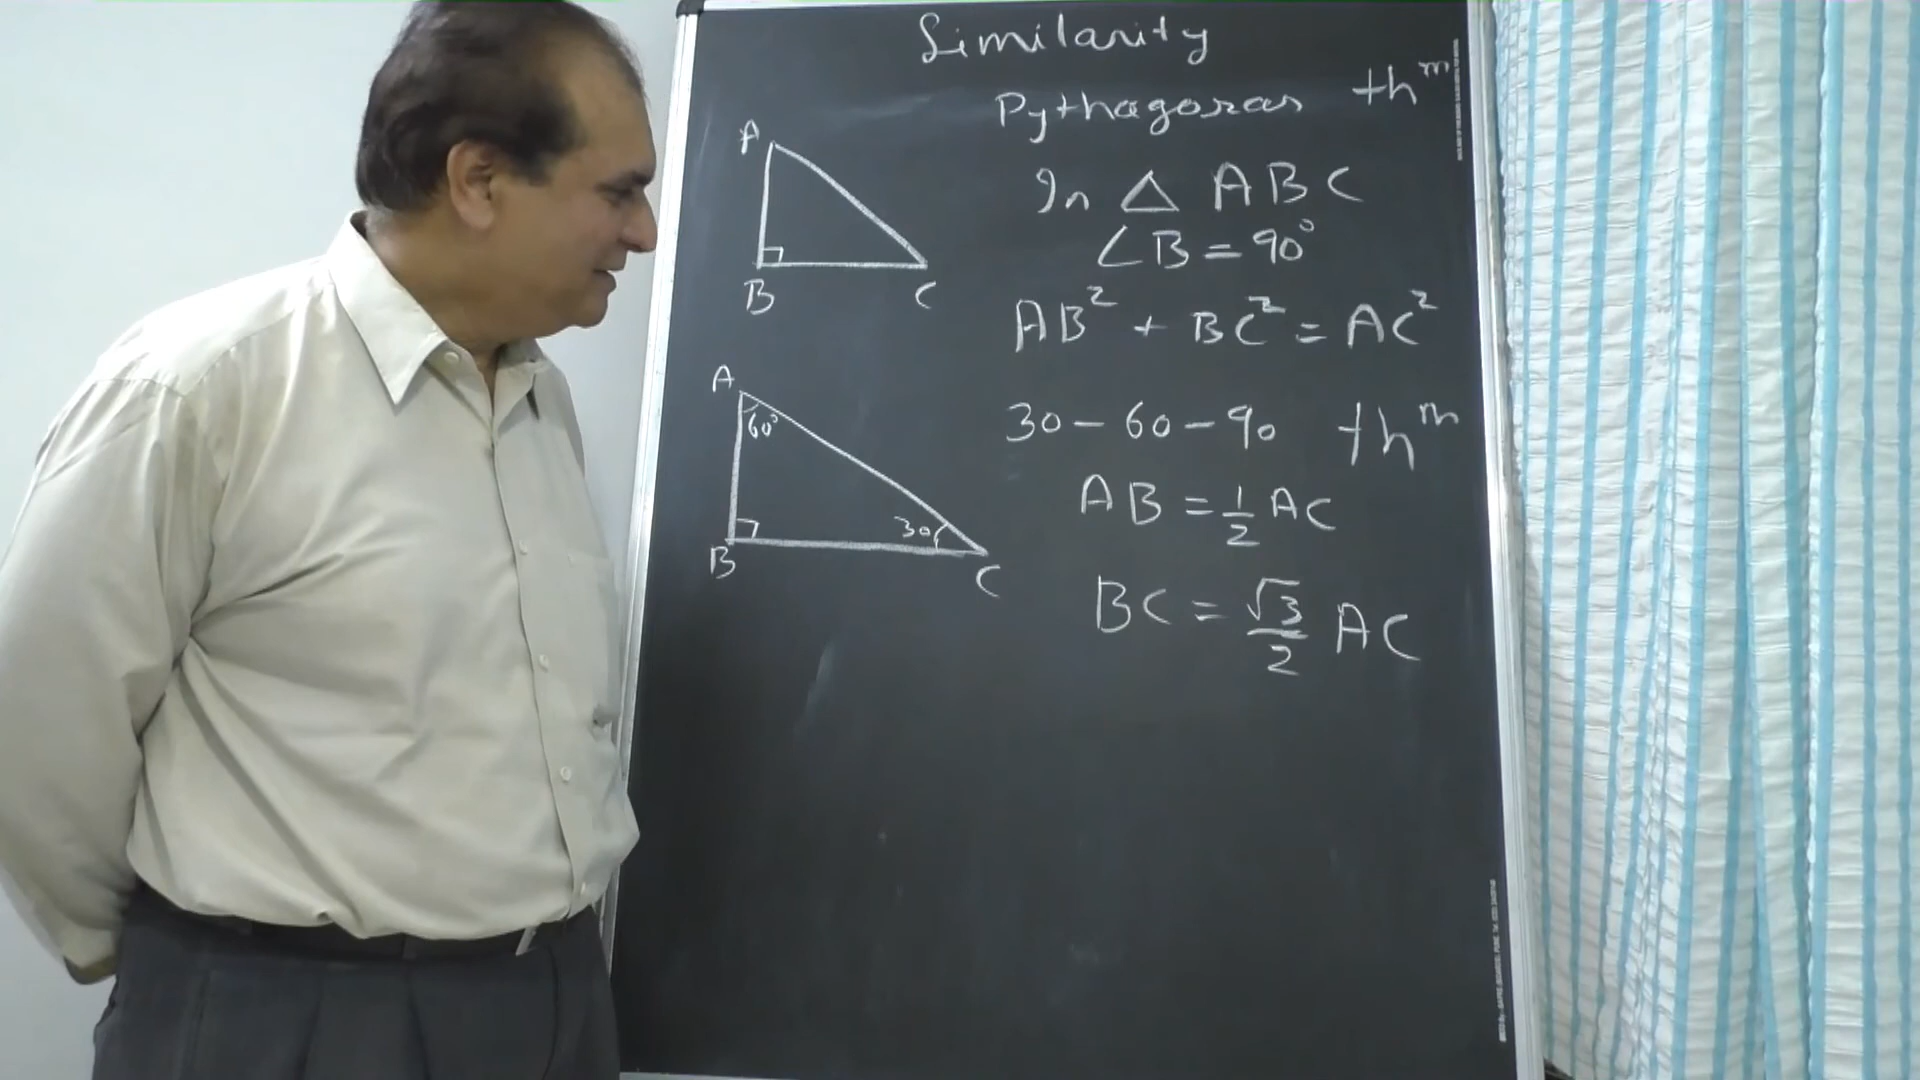 Similarity
Pythagoras thᵐ
A
B C
In △ ABC
∠B = 90°
AB² + BC² = AC²
A
60°
30
B
C
30 - 60 - 90 thᵐ
AB = 1/2 AC
BC = √3/2 AC